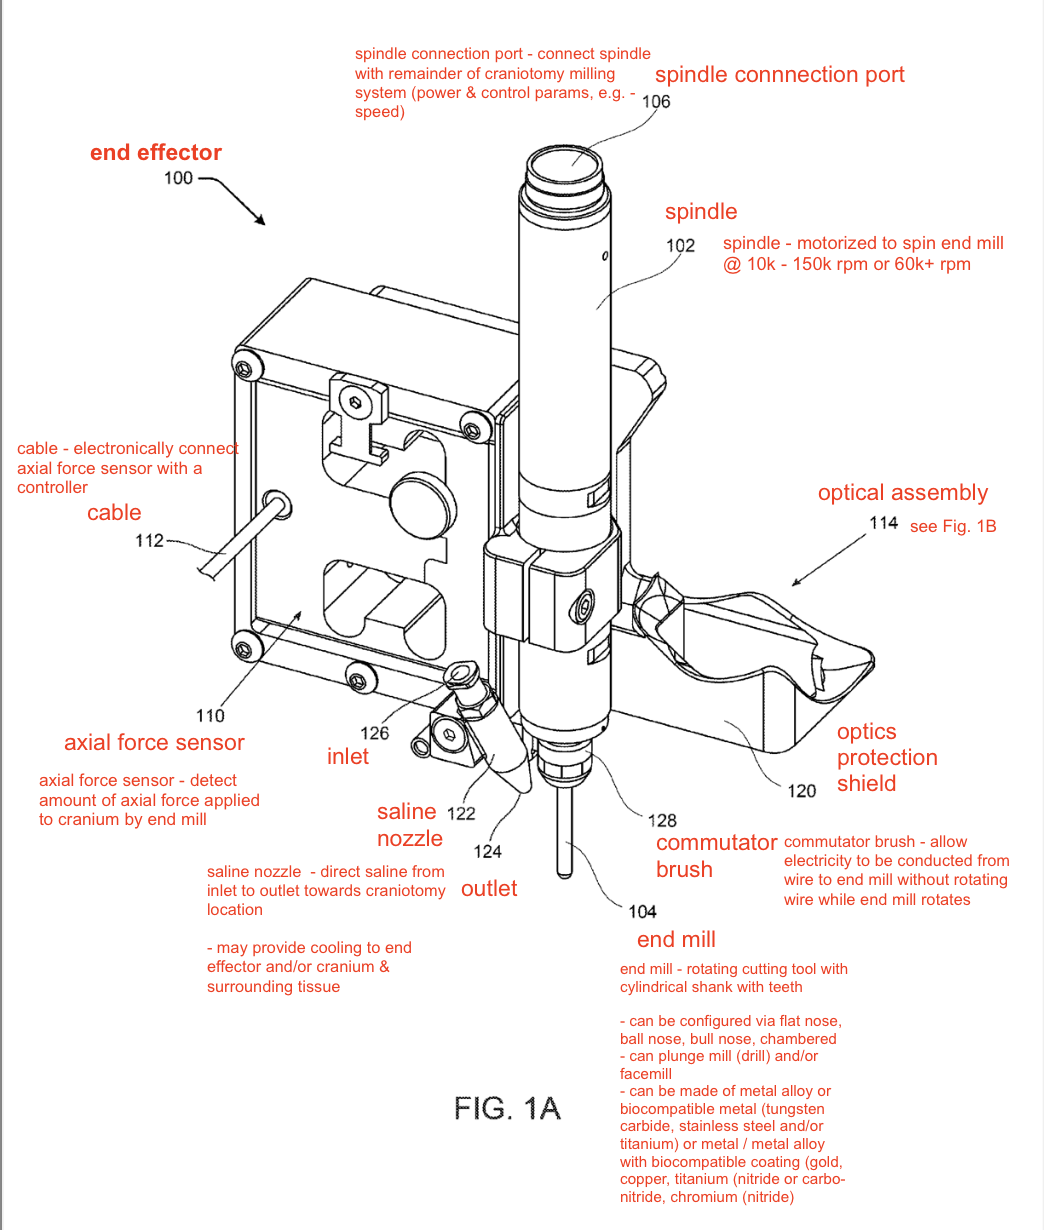 spindle connection port - connect spindle
with remainder of craniotomy milling
system (power & control params, e.g. -
speed)
spindle connnection port
106
end effector
100
spindle
102
spindle - motorized to spin end mill
@ 10k - 150k rpm or 60k+ rpm
cable - electronically connect
axial force sensor with a
controller
cable
112
optical assembly
114
see Fig. 1B
110
axial force sensor
axial force sensor - detect
amount of axial force applied
to cranium by end mill
126
inlet
saline
nozzle
122
124
outlet
saline nozzle - direct saline from
inlet to outlet towards craniotomy
location
- may provide cooling to end
effector and/or cranium &
surrounding tissue
optics
protection
shield
120
128
commutator
brush
commutator brush - allow
electricity to be conducted from
wire to end mill without rotating
wire while end mill rotates
104
end mill
end mill - rotating cutting tool with
cylindrical shank with teeth
- can be configured via flat nose,
ball nose, bull nose, chambered
- can plunge mill (drill) and/or
facemill
- can be made of metal alloy or
biocompatible metal (tungsten
carbide, stainless steel and/or
titanium) or metal / metal alloy
with biocompatible coating (gold,
copper, titanium (nitride or carbo-
nitride, chromium (nitride)
FIG. 1A